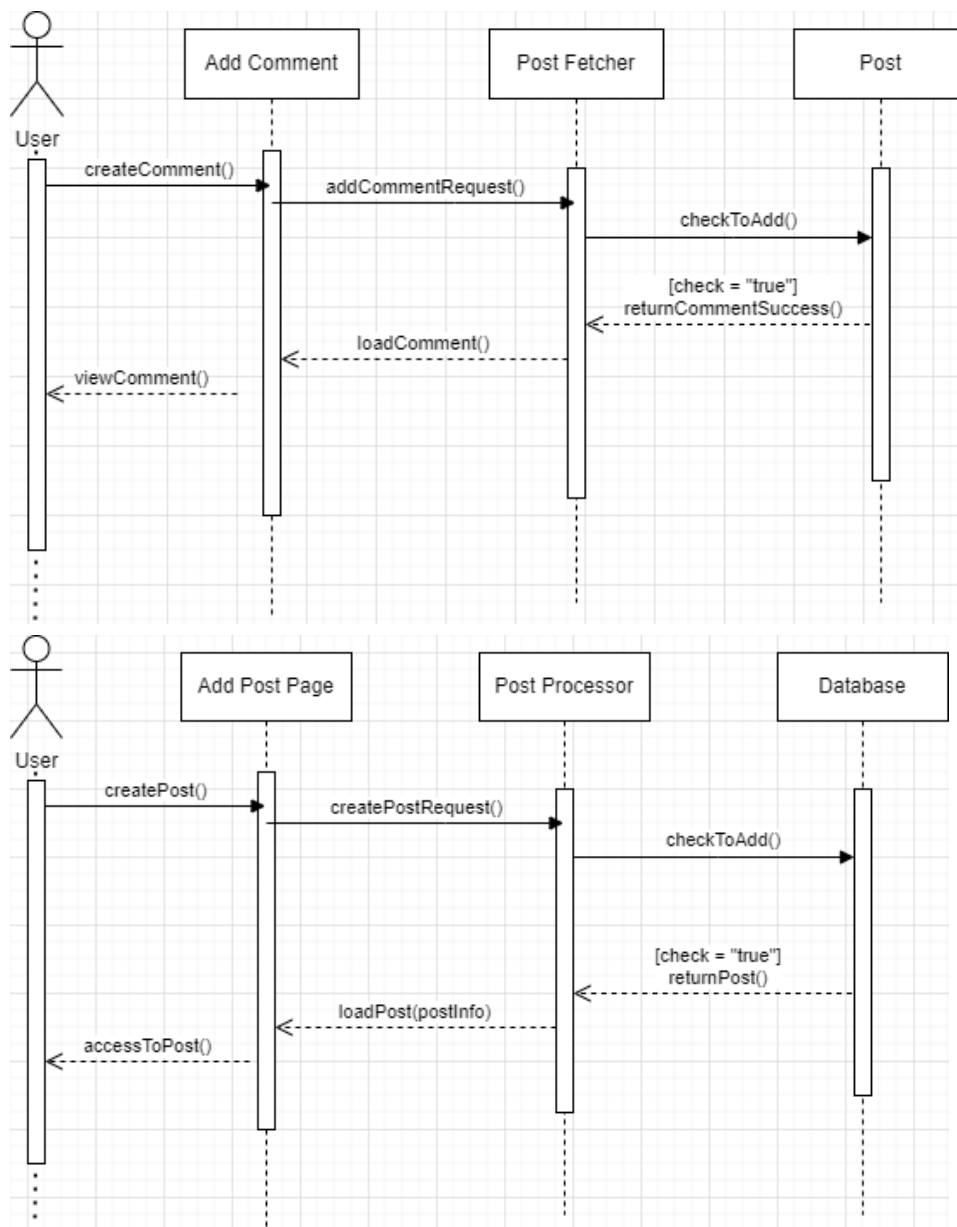 Add Comment
Post Fetcher
Post
User
createComment()
addCommentRequest()
checkToAdd()
[check = "true"]
returnCommentSuccess()
loadComment()
viewComment()
Add Post Page
Post Processor
Database
User
createPost()
createPostRequest()
checkToAdd()
[check = "true"]
returnPost()
loadPost(postInfo)
accessToPost()